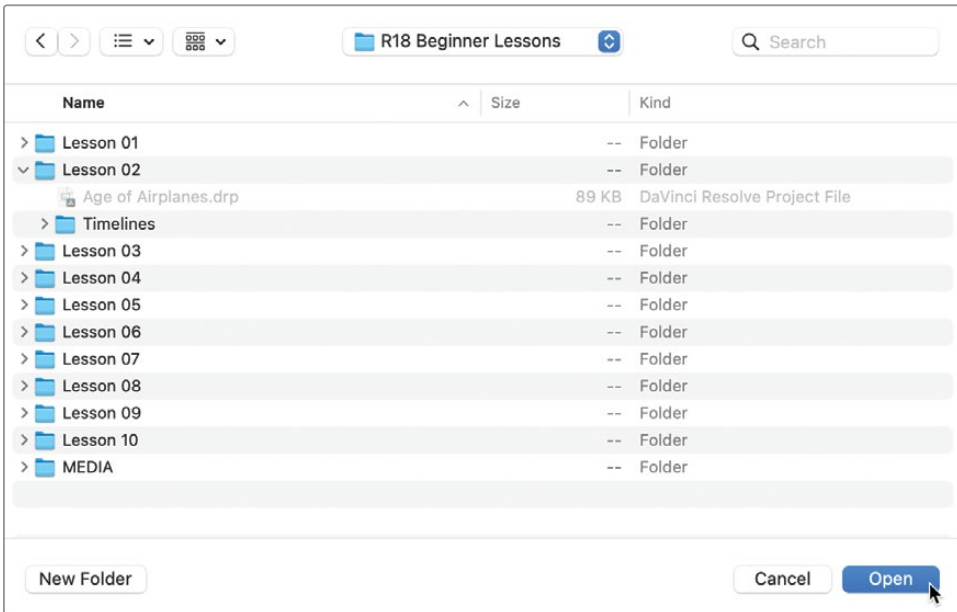 R18 Beginner Lessons Search
Name Size Kind
Lesson 01 -- Folder
Lesson 02 -- Folder
Age of Airplanes.drp 89 KB DaVinci Resolve Project File
Timelines -- Folder
Lesson 03 -- Folder
Lesson 04 -- Folder
Lesson 05 -- Folder
Lesson 06 -- Folder
Lesson 07 -- Folder
Lesson 08 -- Folder
Lesson 09 -- Folder
Lesson 10 -- Folder
MEDIA -- Folder
New Folder Cancel Open